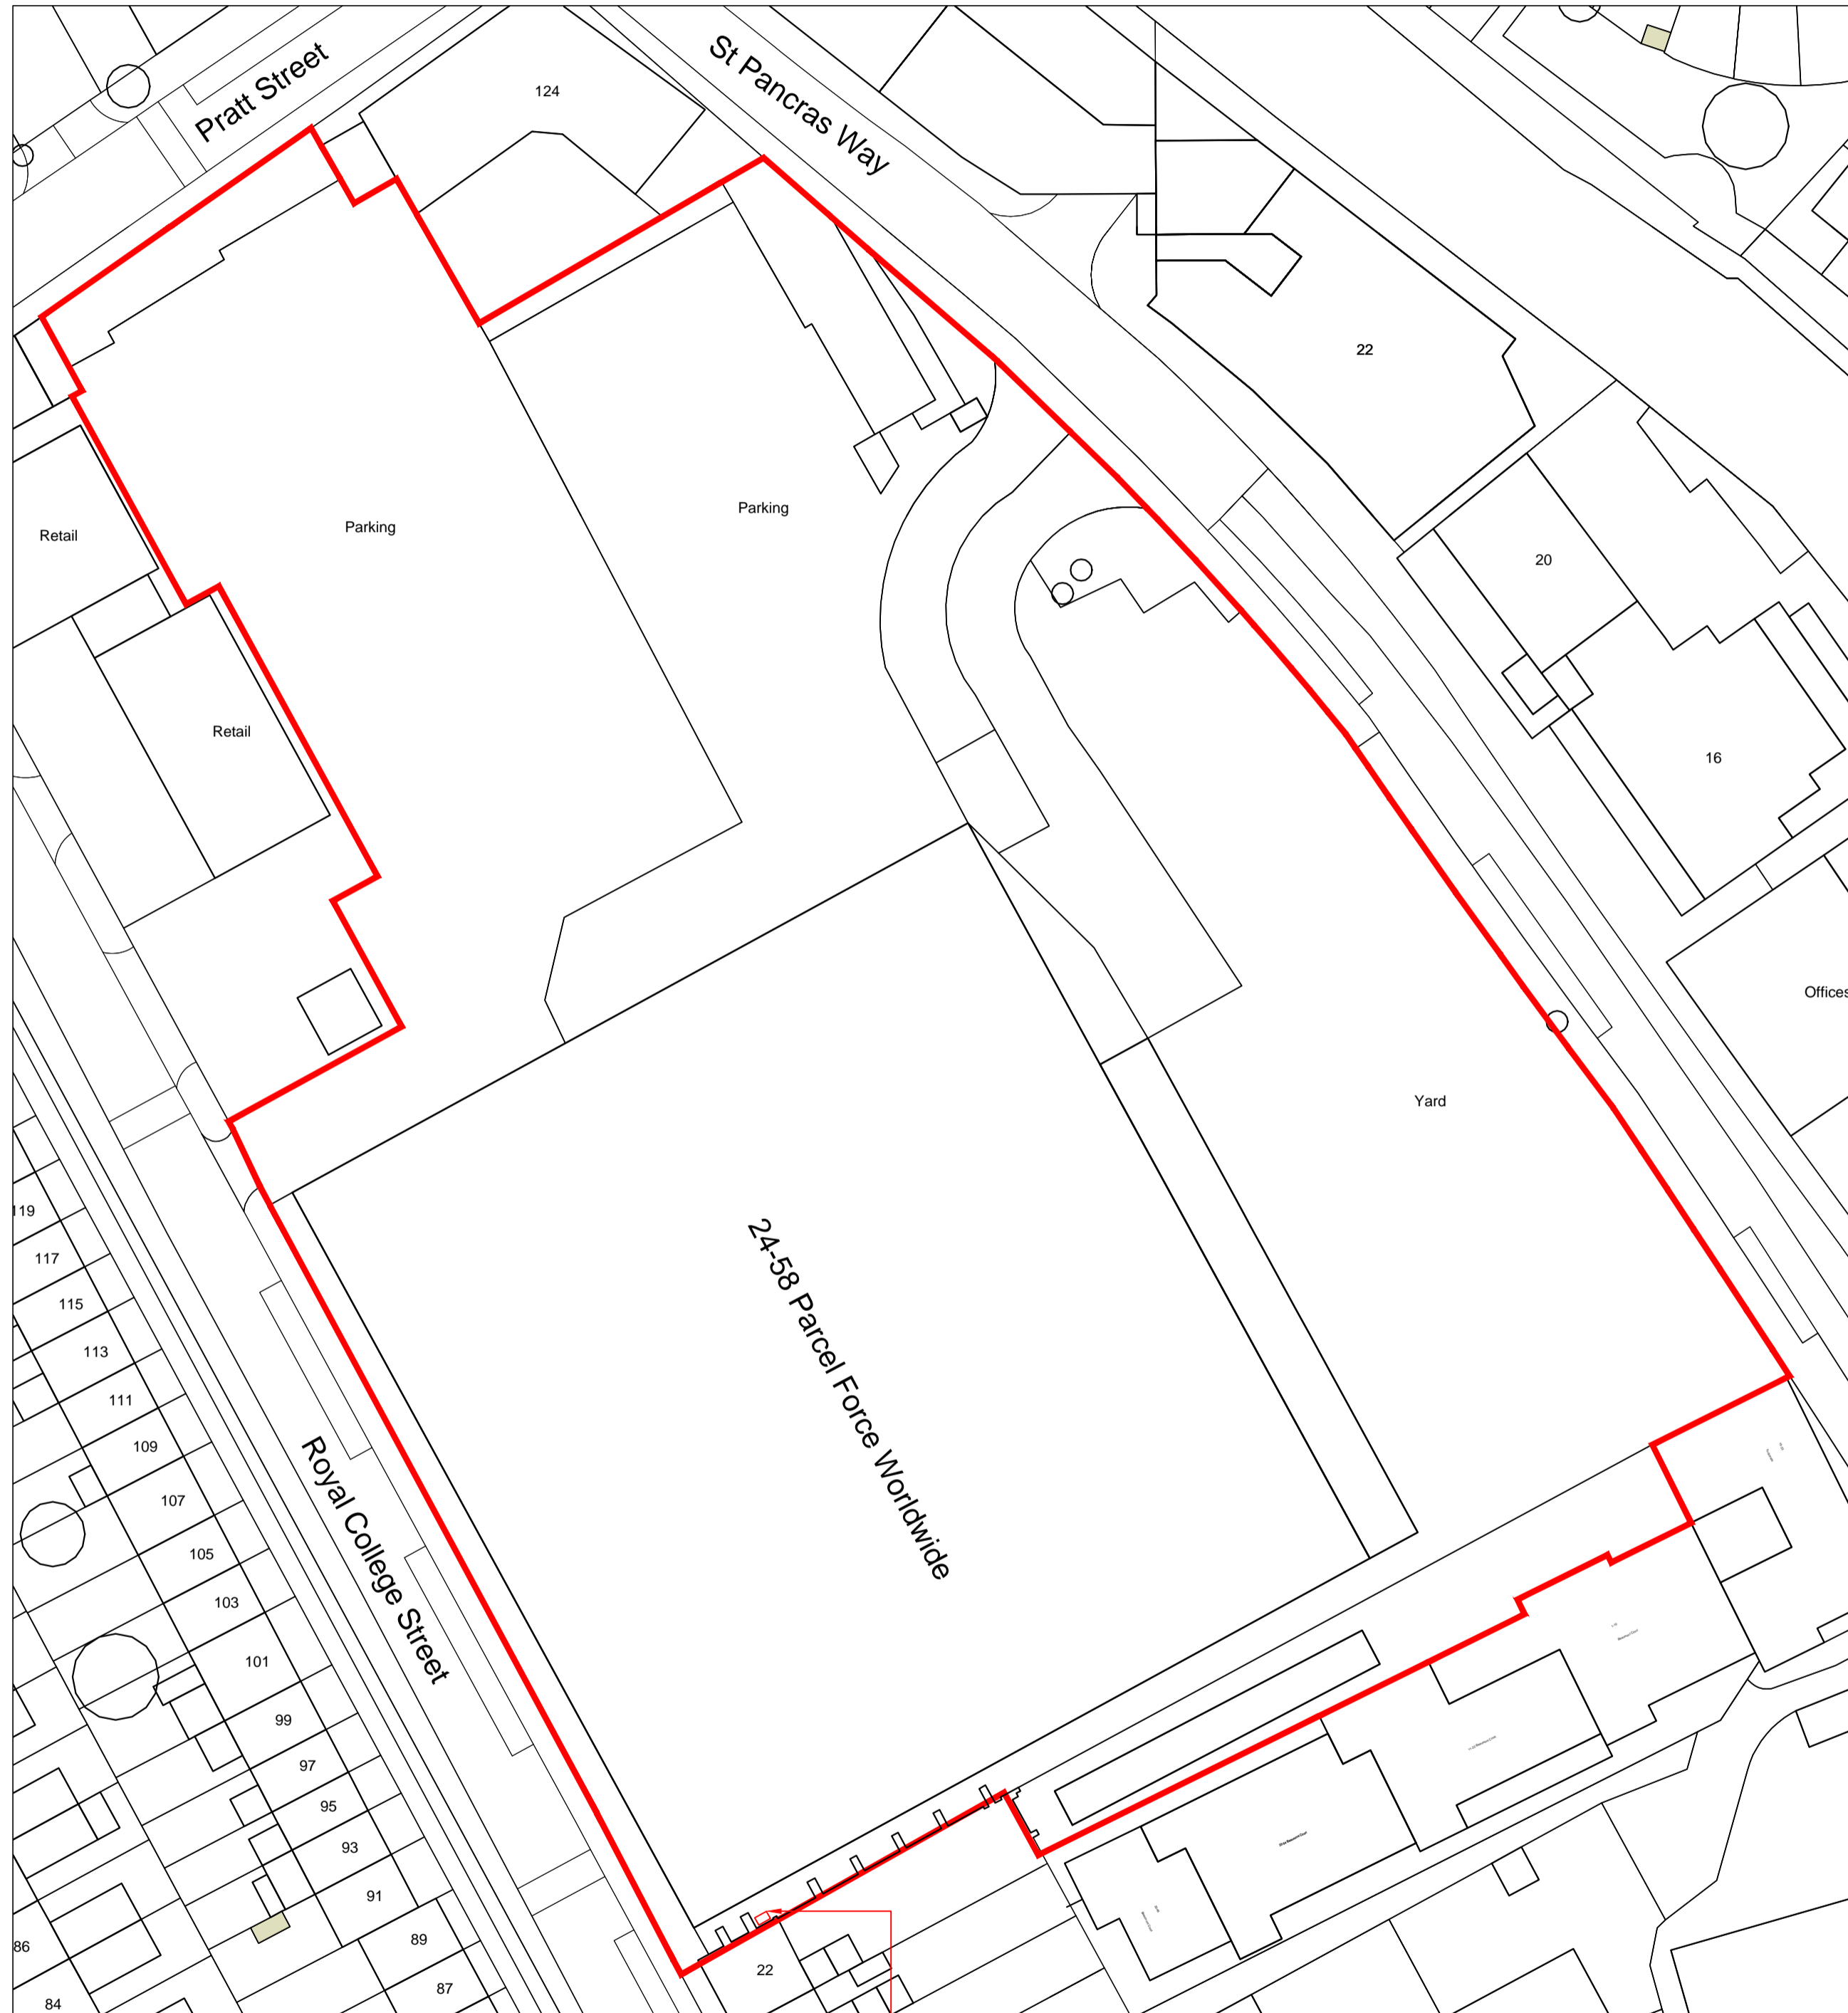 Pratt Street
124
St Pancras Way
22
Retail
Parking
Parking
20
Retail
16
Offices
Yard
119
117
115
113
111
24-58 Parcel Force Worldwide
109
107
Royal College Street
105
103
101
99
97
95
93
91
89
86
22
87
84